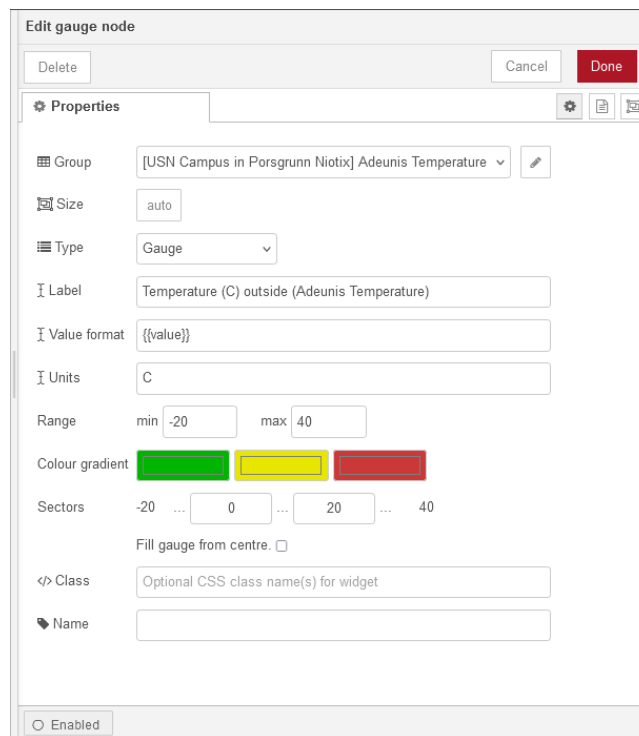 Edit gauge node
Delete Cancel Done
Properties
Group [USN Campus in Porsgrunn Niotix] Adeunis Temperature
Size auto
Type Gauge
Label Temperature (C) outside (Adeunis Temperature)
Value format {{value}}
Units C
Range min -20 max 40
Colour gradient
Sectors -20 ... 0 ... 20 ... 40
Fill gauge from centre.
</> Class Optional CSS class name(s) for widget
Name
Enabled